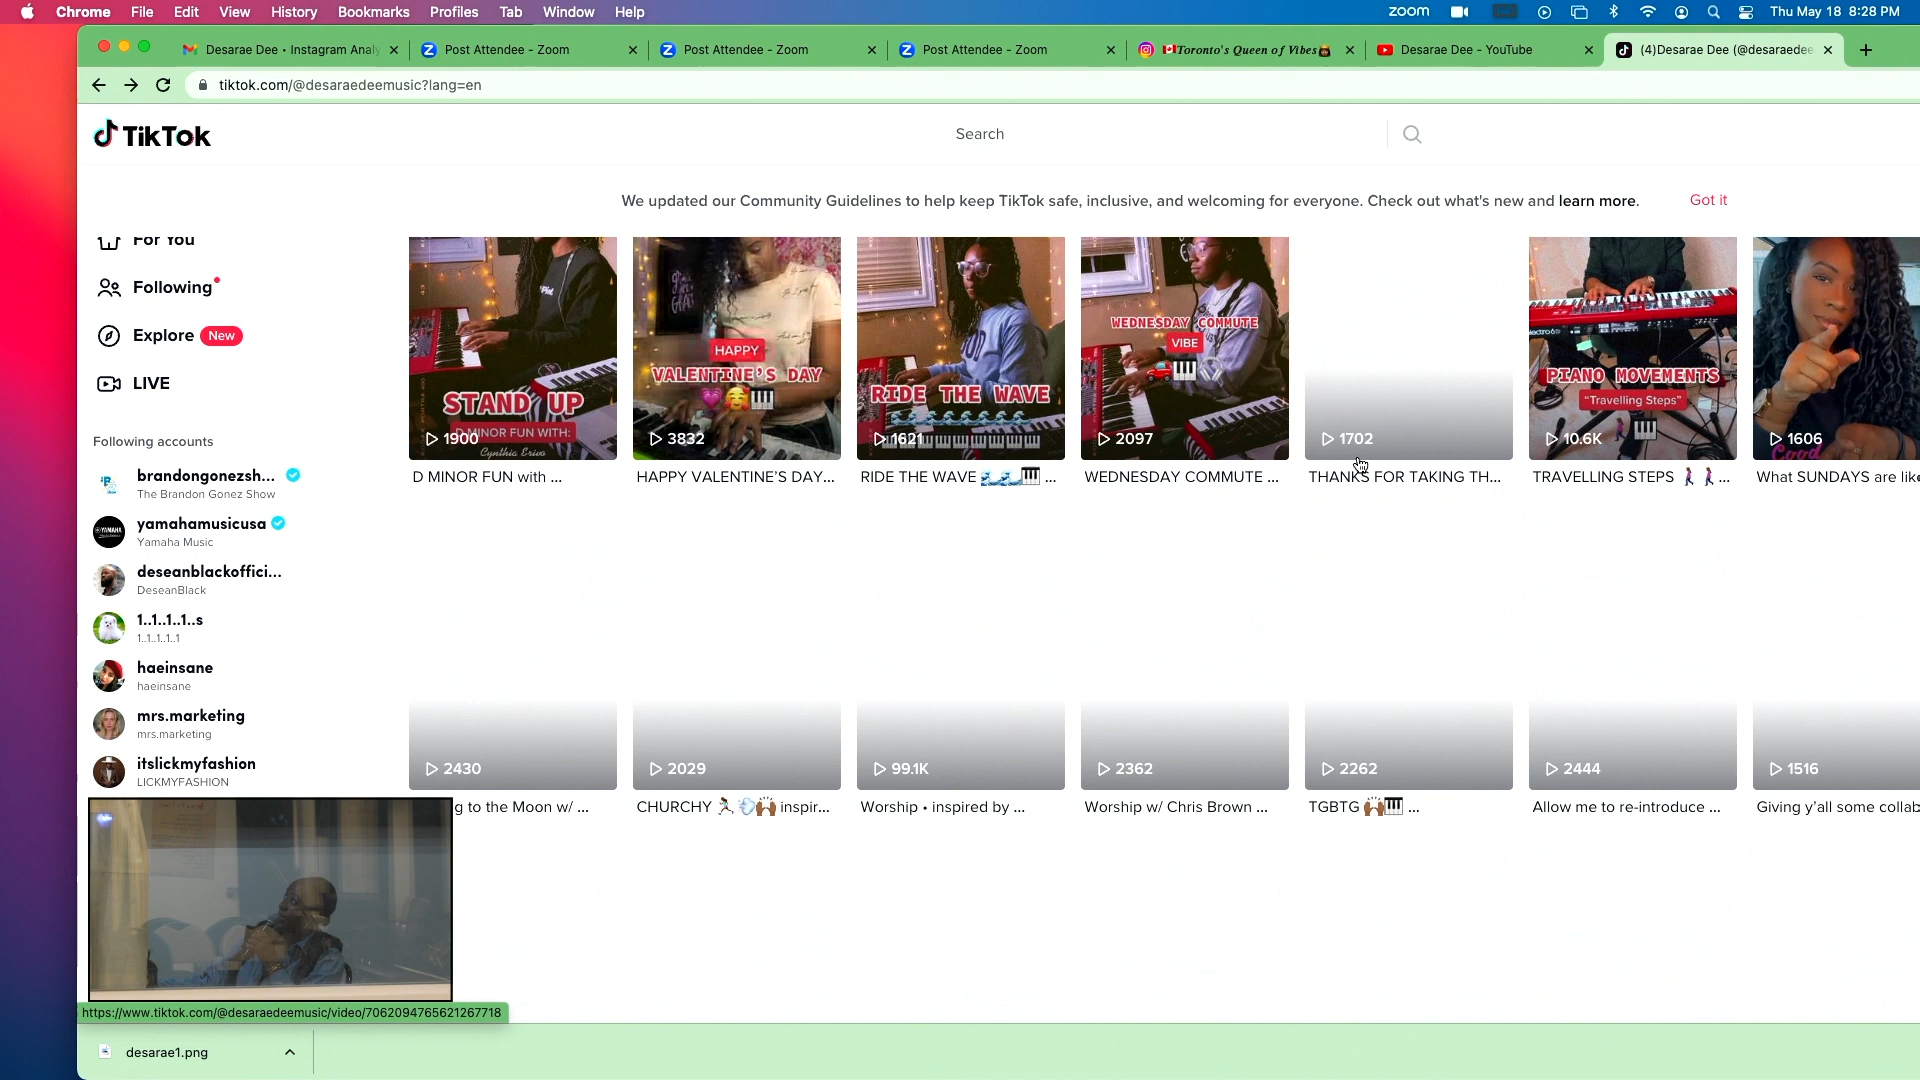 Chrome File Edit View History Bookmarks Profiles Tab Window Help
zoom Thu May 18 8:28 PM
Desarae Dee • Instagram Analy
Post Attendee - Zoom
Post Attendee - Zoom
Post Attendee - Zoom
🇨🇦Toronto's Queen of Vibes👸🏾
Desarae Dee - YouTube
(4)Desarae Dee (@desaraedee
tiktok.com/@desaraedeemusic?lang=en
TikTok
Search
We updated our Community Guidelines to help keep TikTok safe, inclusive, and welcoming for everyone. Check out what's new and learn more.
Got it
For You
Following
Explore New
LIVE
Following accounts
brandongonezsh...
The Brandon Gonez Show
yamahamusicusa
Yamaha Music
deseanblackoffici...
DeseanBlack
1..1..1..1..s
1..1..1..1..1
haeinsane
haeinsane
mrs.marketing
mrs.marketing
itslickmyfashion
LICKMYFASHION
STAND UP
D MINOR FUN WITH:
Cynthia Erivo
1900
D MINOR FUN with ...
HAPPY
VALENTINE'S DAY
💗🥰🎹
3832
HAPPY VALENTINE'S DAY...
RIDE THE WAVE
1621
RIDE THE WAVE 🌊🌊🎹 ...
WEDNESDAY COMMUTE
VIBE
🚗🎹🎧
2097
WEDNESDAY COMMUTE ...
1702
THANKS FOR TAKING TH...
PIANO MOVEMENTS
"Travelling Steps"
10.6K
TRAVELLING STEPS 🚶🏾‍♀️🚶🏾‍♀️ ...
Good
1606
What SUNDAYS are like
2430
g to the Moon w/ ...
2029
CHURCHY 🏃🏾‍♀️💨🙌🏾 inspir...
99.1K
Worship • inspired by ...
2362
Worship w/ Chris Brown ...
2262
TGBTG 🙌🏾🎹 ...
2444
Allow me to re-introduce ...
1516
Giving y'all some collab
https://www.tiktok.com/@desaraedeemusic/video/7062094765621267718
desarae1.png